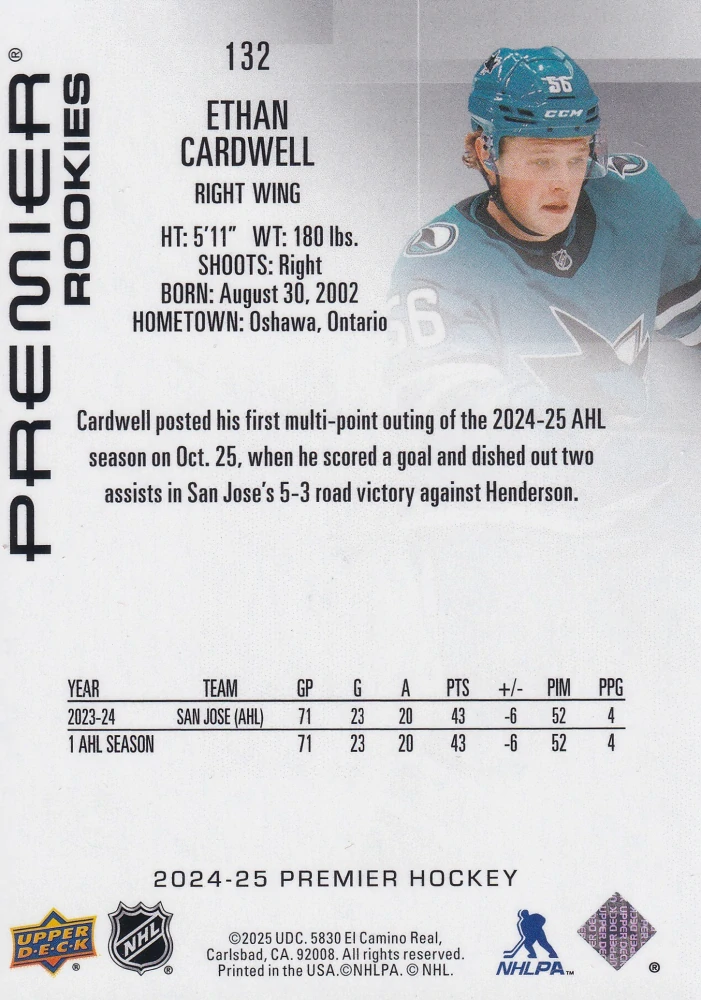 PREMIER®
ROOKIES
132
ETHAN
CARDWELL
RIGHT WING
HT: 5'11" WT: 180 lbs.
SHOOTS: Right
BORN: August 30, 2002
HOMETOWN: Oshawa, Ontario
56
CCM
56
Cardwell posted his first multi-point outing of the 2024-25 AHL
season on Oct. 25, when he scored a goal and dished out two
assists in San Jose's 5-3 road victory against Henderson.
YEAR TEAM GP G A PTS +/- PIM PPG
2023-24 SAN JOSE (AHL) 71 23 20 43 -6 52 4
1 AHL SEASON 71 23 20 43 -6 52 4
2024-25 PREMIER HOCKEY
UPPER
D·E·C·K
®
NHL
®
©2025 UDC. 5830 El Camino Real,
Carlsbad, CA. 92008. All rights reserved.
Printed in the USA.©NHLPA. © NHL.
NHLPA™
UPPER DECK
®